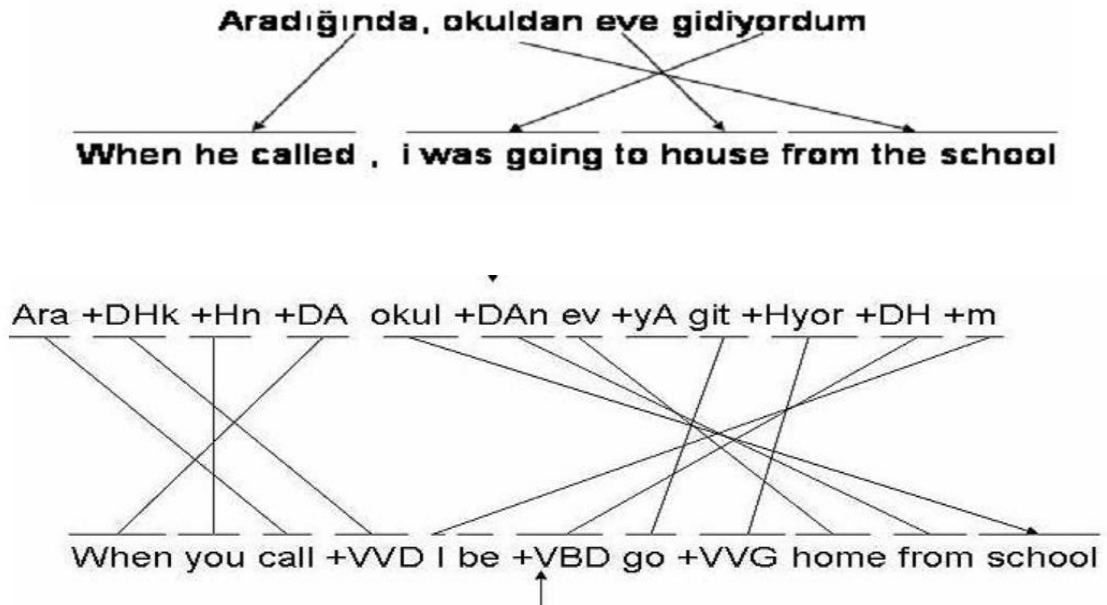 Aradığında, okuldan eve gidiyordum
When he called , i was going to house from the school
Ara +DHk +Hn +DA okul +DAn ev +yA git +Hyor +DH +m
When you call +VVD I be +VBD go +VVG home from school